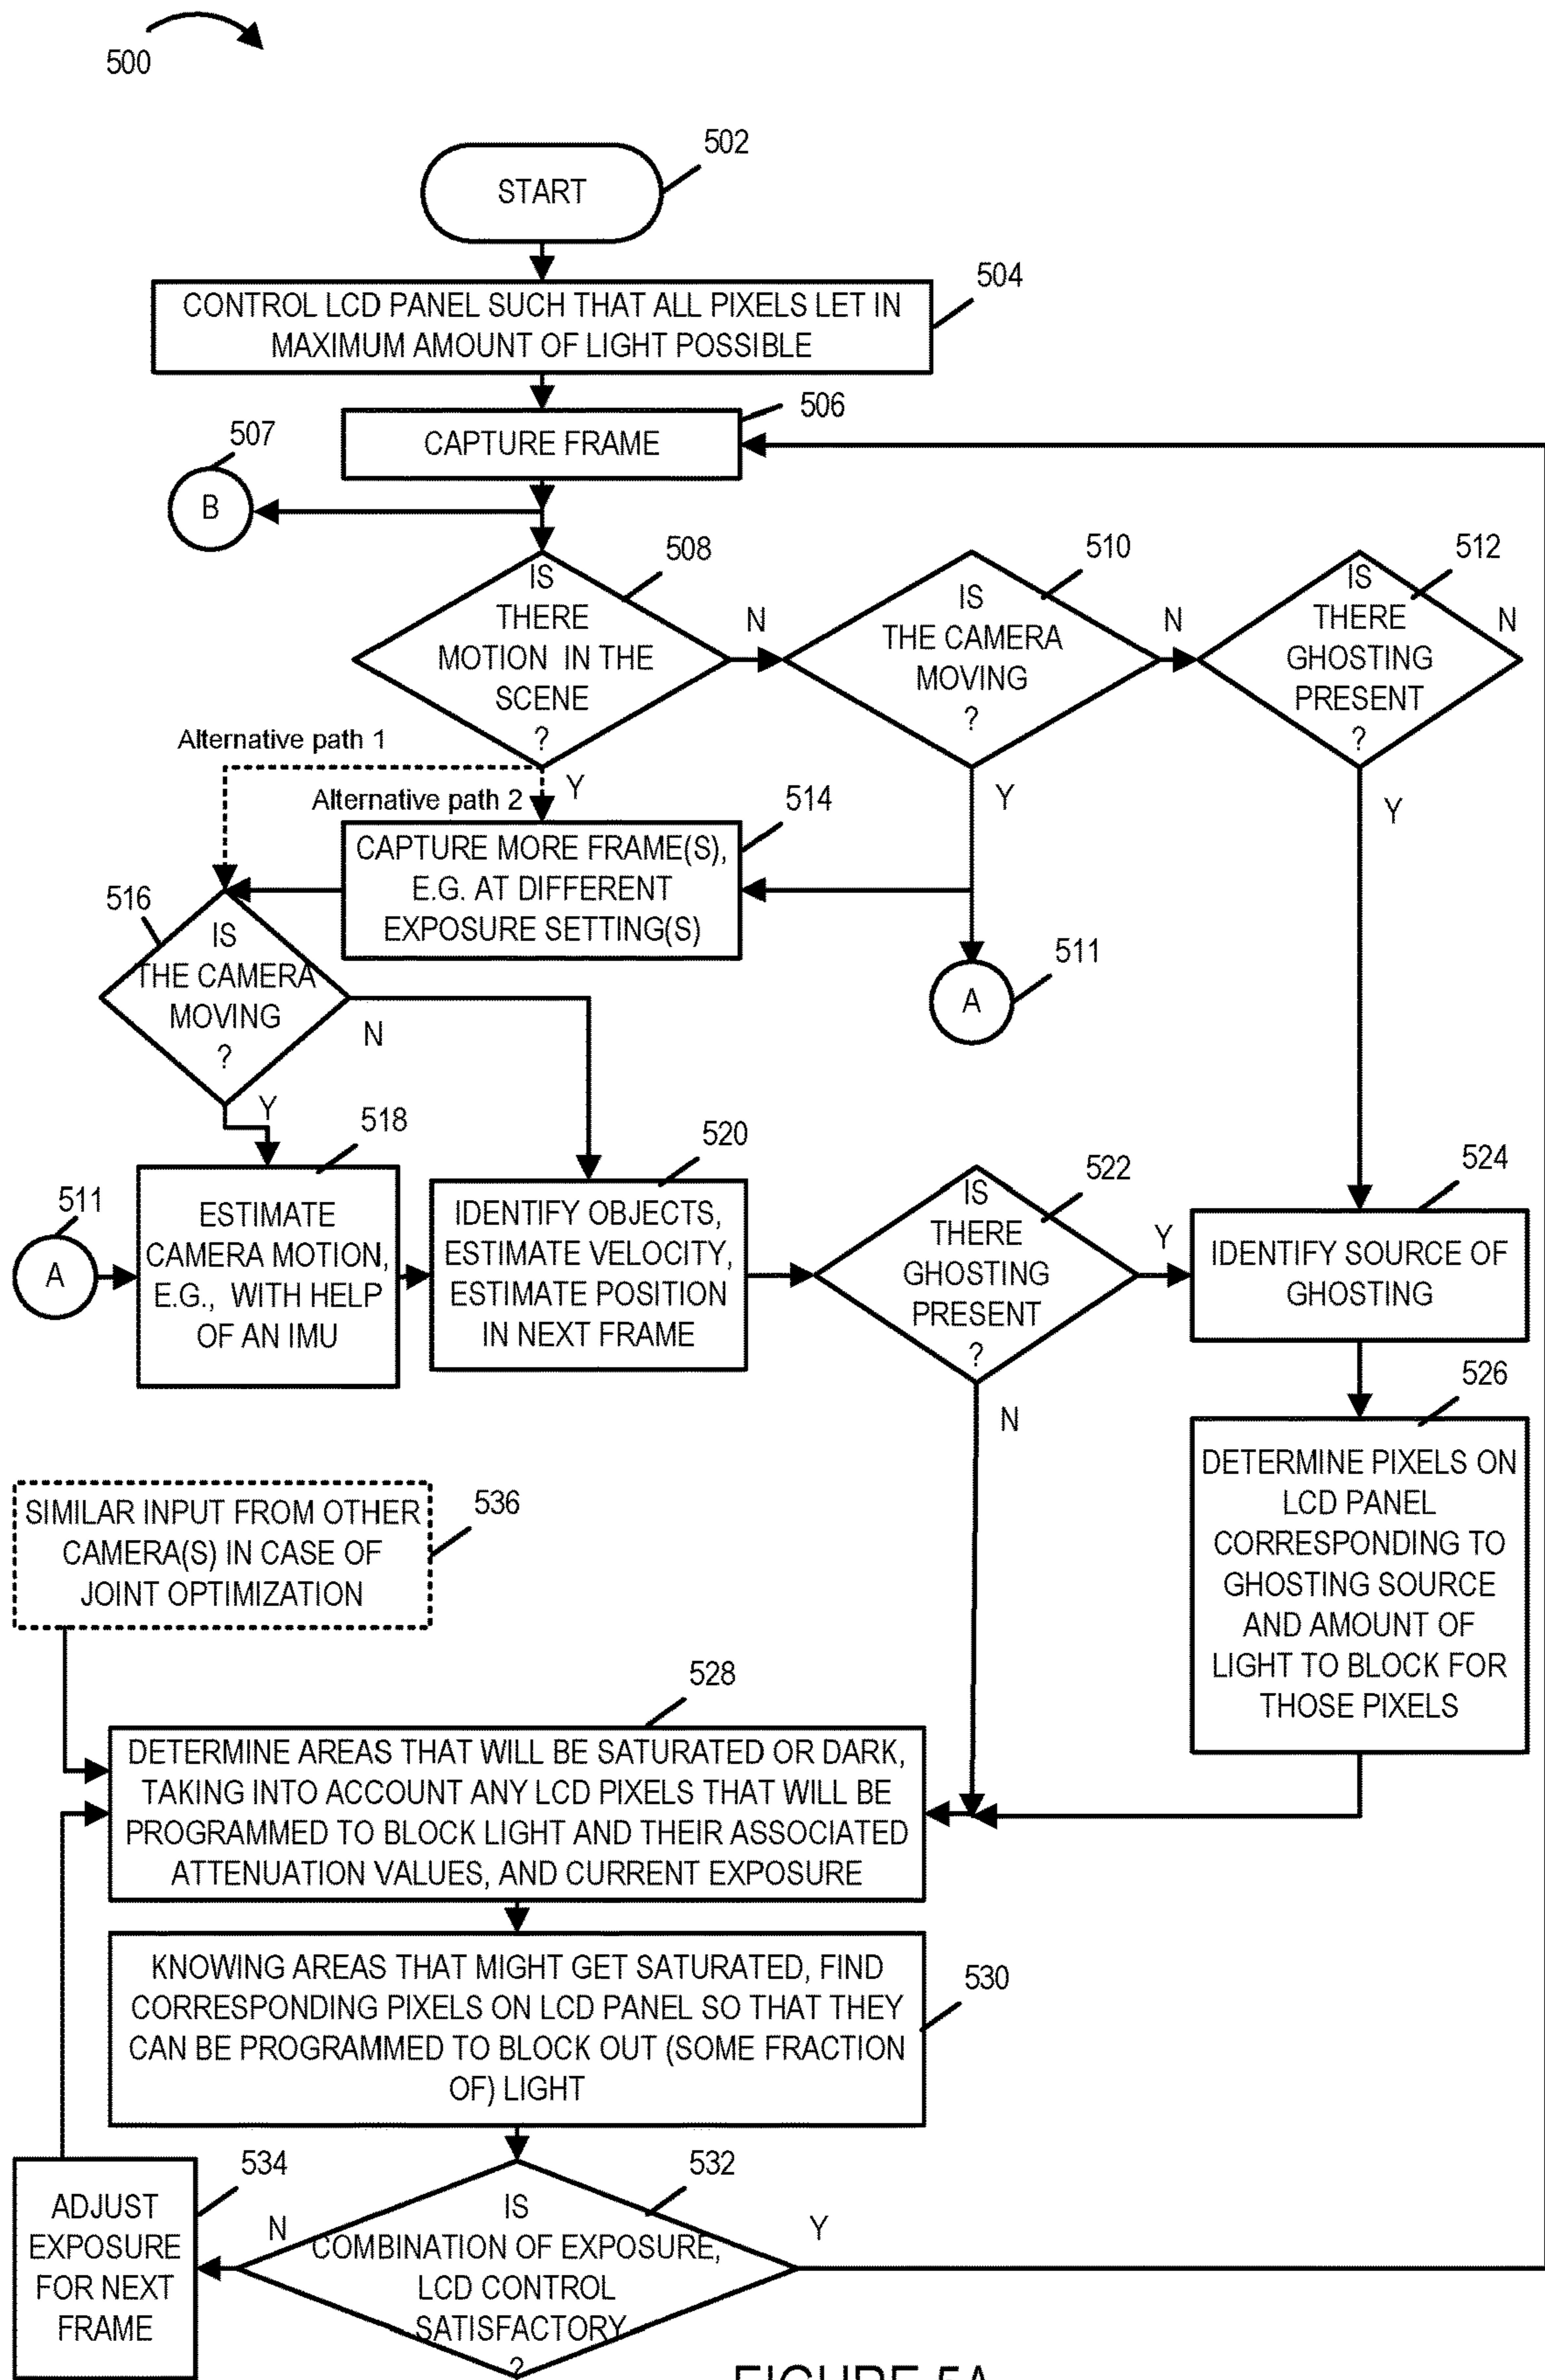 500
502
START
504
CONTROL LCD PANEL SUCH THAT ALL PIXELS LET IN
MAXIMUM AMOUNT OF LIGHT POSSIBLE
506
CAPTURE FRAME
507
B
508
IS
THERE
MOTION IN THE
SCENE
?
N
510
IS
THE CAMERA
MOVING
?
N
512
IS
THERE
GHOSTING
PRESENT
?
N
Alternative path 1
Y
Alternative path 2
Y
Y
514
CAPTURE MORE FRAME(S),
E.G. AT DIFFERENT
EXPOSURE SETTING(S)
516
IS
THE CAMERA
MOVING
?
N
Y
511
A
518
ESTIMATE
CAMERA MOTION,
E.G., WITH HELP
OF AN IMU
511
A
520
IDENTIFY OBJECTS,
ESTIMATE VELOCITY,
ESTIMATE POSITION
IN NEXT FRAME
522
IS
THERE
GHOSTING
PRESENT
?
Y
N
524
IDENTIFY SOURCE OF
GHOSTING
526
DETERMINE PIXELS ON
LCD PANEL
CORRESPONDING TO
GHOSTING SOURCE
AND AMOUNT OF
LIGHT TO BLOCK FOR
THOSE PIXELS
SIMILAR INPUT FROM OTHER
CAMERA(S) IN CASE OF
JOINT OPTIMIZATION
536
528
DETERMINE AREAS THAT WILL BE SATURATED OR DARK,
TAKING INTO ACCOUNT ANY LCD PIXELS THAT WILL BE
PROGRAMMED TO BLOCK LIGHT AND THEIR ASSOCIATED
ATTENUATION VALUES, AND CURRENT EXPOSURE
KNOWING AREAS THAT MIGHT GET SATURATED, FIND
CORRESPONDING PIXELS ON LCD PANEL SO THAT THEY
CAN BE PROGRAMMED TO BLOCK OUT (SOME FRACTION
OF) LIGHT
530
534
ADJUST
EXPOSURE
FOR NEXT
FRAME
N
532
IS
COMBINATION OF EXPOSURE,
LCD CONTROL
SATISFACTORY
?
Y
FIGURE 5A